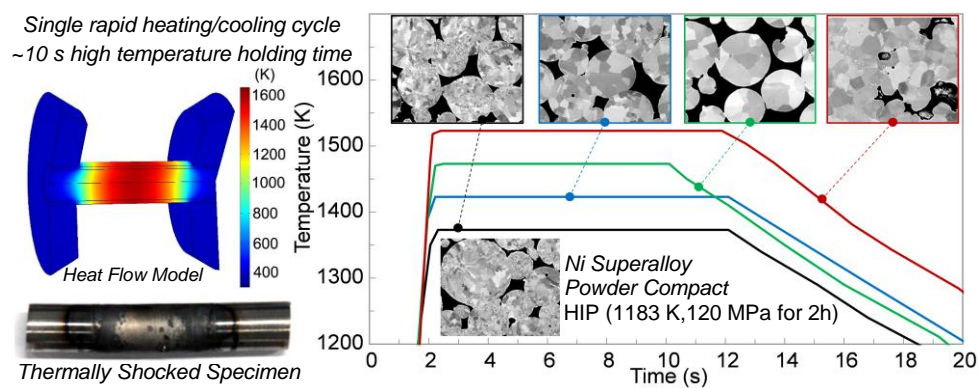 Single rapid heating/cooling cycle
~10 s high temperature holding time
(K)
1600
1400
1200
1000
800
600
400
Heat Flow Model
Thermally Shocked Specimen
Temperature (K)
1600
1500
1400
1300
1200
Ni Superalloy
Powder Compact
HIP (1183 K,120 MPa for 2h)
0 2 4 6 8 10 12 14 16 18 20
Time (s)